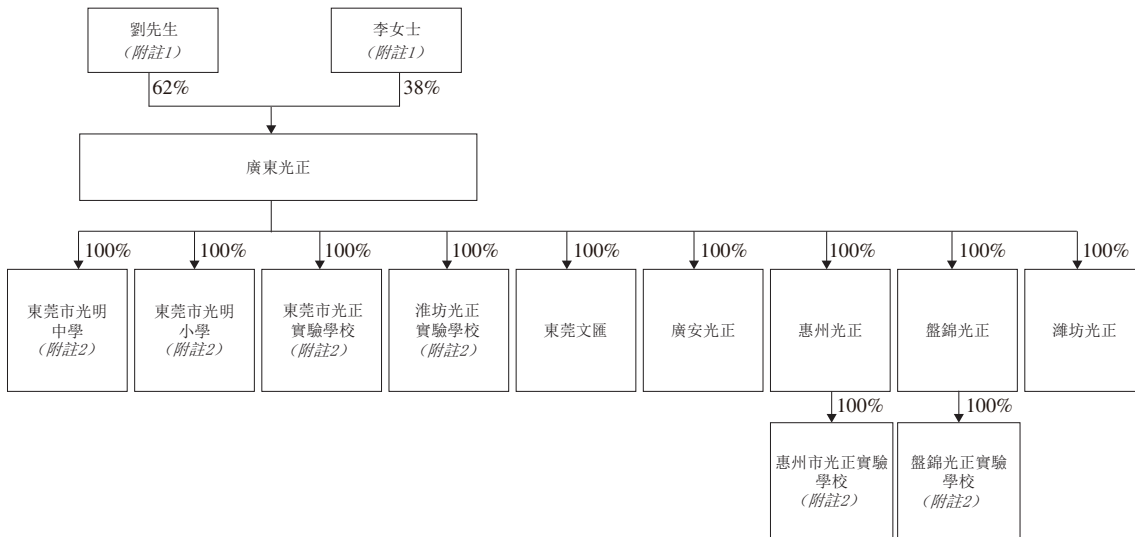 劉先生
（附註1）
李女士
（附註1）
62%
38%
廣東光正
100%
100%
100%
100%
100%
100%
100%
100%
100%
東莞市光明
中學
（附註2）
東莞市光明
小學
（附註2）
東莞市光正
實驗學校
（附註2）
淮坊光正
實驗學校
（附註2）
東莞文匯
廣安光正
惠州光正
盤錦光正
濰坊光正
100%
100%
惠州市光正實驗
學校
（附註2）
盤錦光正實驗
學校
（附註2）